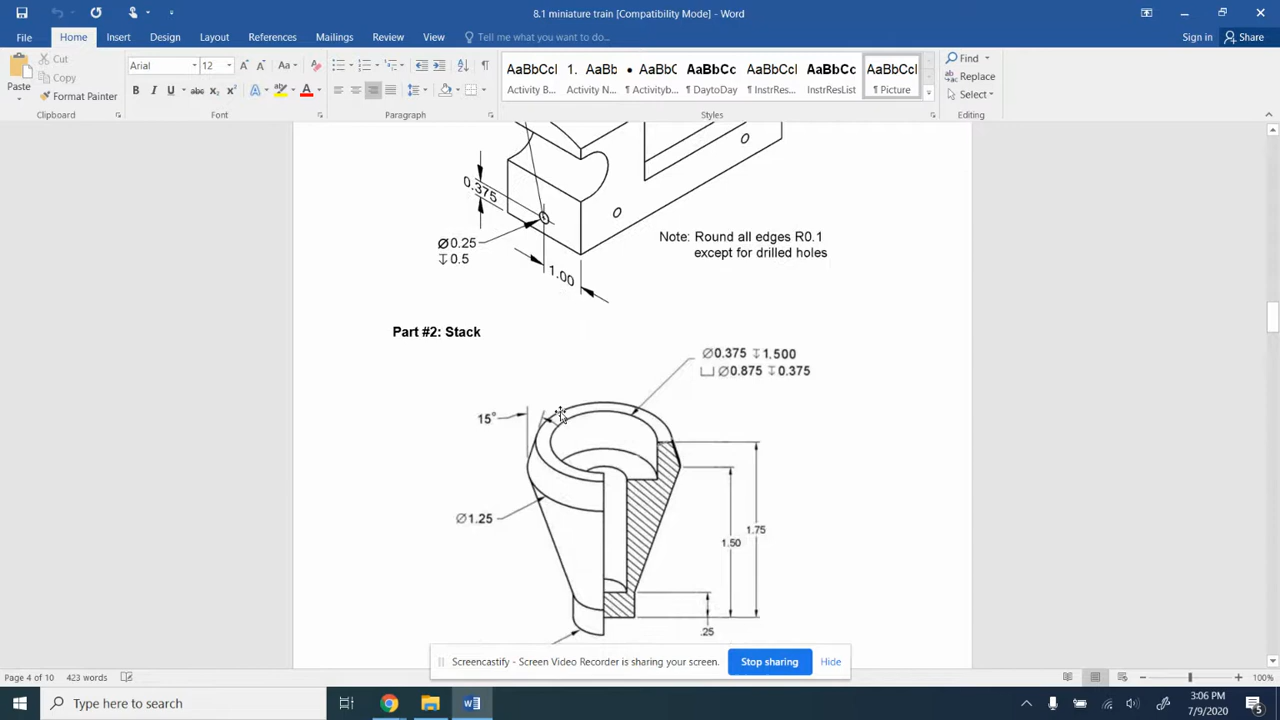 8.1 miniature train [Compatibility Mode] - Word
File Home Insert Design Layout References Mailings Review View Tell me what you want to do... Sign in Share
Cut
Copy
Format Painter
Paste
Arial 12
AaBbCcI 1. AaBb • AaBbC AaBbCc AaBbCcI AaBbCc AaBbCcI
Activity B... Activity N... ¶ Activityb... ¶ DaytoDay ¶ InstrRes... InstrResList ¶ Picture
Find
Replace
Select
Clipboard Font Paragraph Styles Editing
0.375
Ø0.25
↧0.5
1.00
Note: Round all edges R0.1
except for drilled holes
Part #2: Stack
Ø0.375 ↧1.500
⌴ Ø0.875 ↧0.375
15°
Ø1.25
1.75
1.50
.25
Screencastify - Screen Video Recorder is sharing your screen. Stop sharing Hide
Page 4 of 10 423 words 100%
Type here to search
3:06 PM
7/9/2020
5